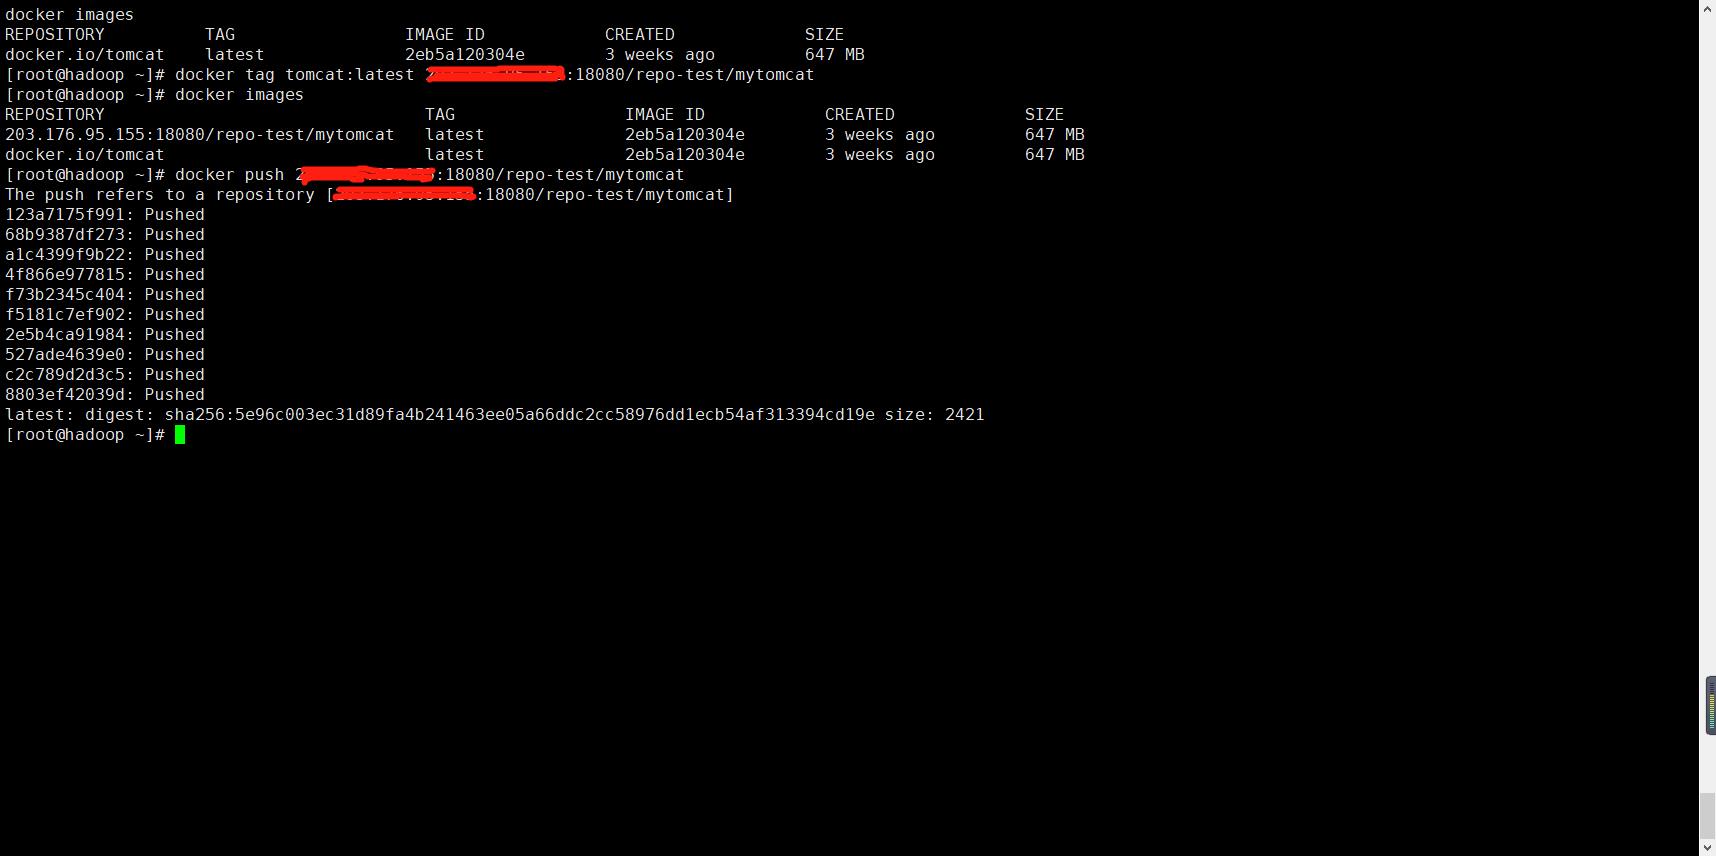 docker images
REPOSITORY TAG IMAGE ID CREATED SIZE
docker.io/tomcat latest 2eb5a120304e 3 weeks ago 647 MB
[root@hadoop ~]# docker tag tomcat:latest :18080/repo-test/mytomcat
[root@hadoop ~]# docker images
REPOSITORY TAG IMAGE ID CREATED SIZE
203.176.95.155:18080/repo-test/mytomcat latest 2eb5a120304e 3 weeks ago 647 MB
docker.io/tomcat latest 2eb5a120304e 3 weeks ago 647 MB
[root@hadoop ~]# docker push :18080/repo-test/mytomcat
The push refers to a repository [:18080/repo-test/mytomcat]
123a7175f991: Pushed
68b9387df273: Pushed
a1c4399f9b22: Pushed
4f866e977815: Pushed
f73b2345c404: Pushed
f5181c7ef902: Pushed
2e5b4ca91984: Pushed
527ade4639e0: Pushed
c2c789d2d3c5: Pushed
8803ef42039d: Pushed
latest: digest: sha256:5e96c003ec31d89fa4b241463ee05a66ddc2cc58976dd1ecb54af313394cd19e size: 2421
[root@hadoop ~]#